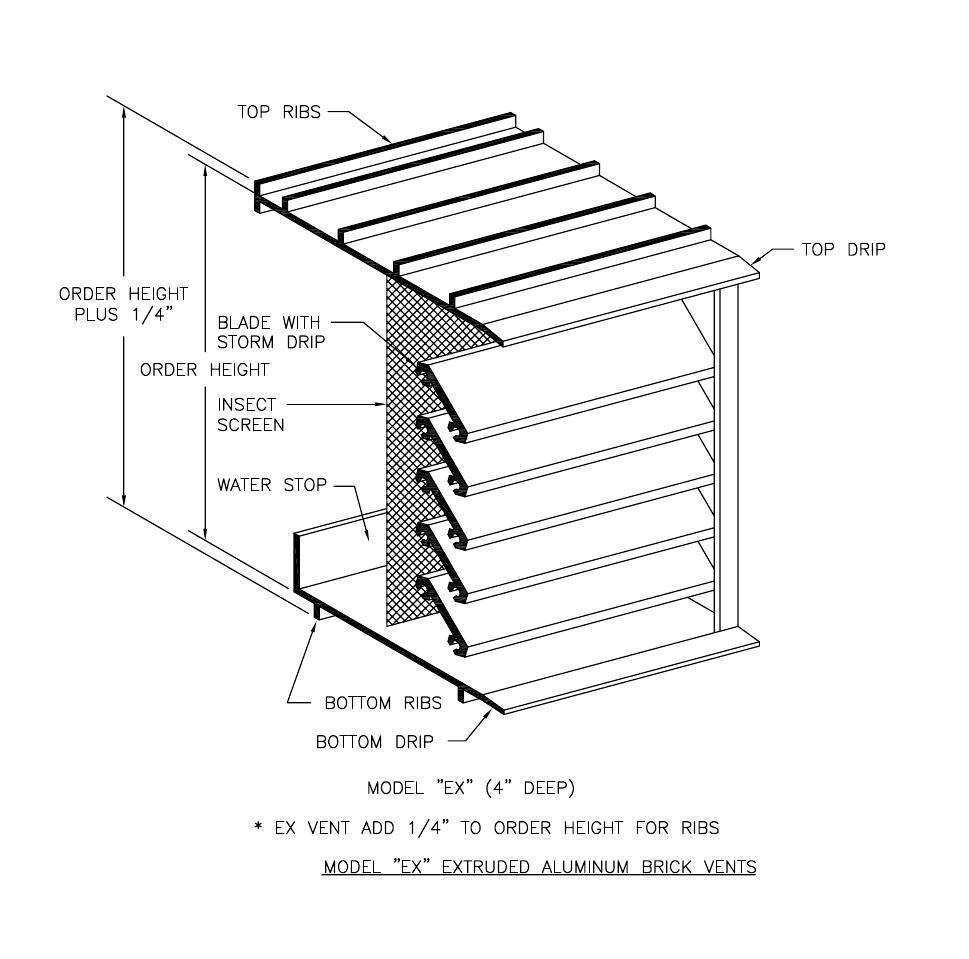 TOP RIBS
TOP DRIP
ORDER HEIGHT
PLUS 1/4"
BLADE WITH
STORM DRIP
ORDER HEIGHT
INSECT
SCREEN
WATER STOP
BOTTOM RIBS
BOTTOM DRIP
MODEL "EX" (4" DEEP)
* EX VENT ADD 1/4" TO ORDER HEIGHT FOR RIBS
MODEL "EX" EXTRUDED ALUMINUM BRICK VENTS